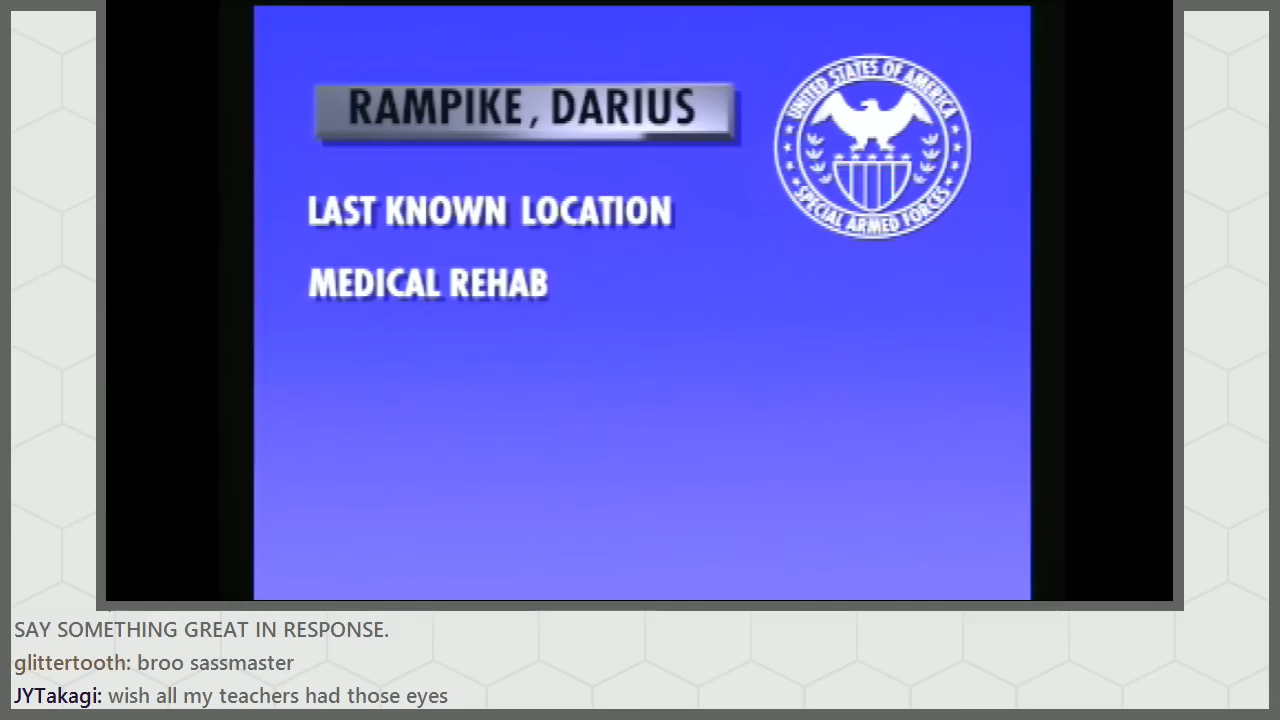 RAMPIKE, DARIUS
UNITED STATES OF AMERICA
SPECIAL ARMED FORCES
LAST KNOWN LOCATION
MEDICAL REHAB
SAY SOMETHING GREAT IN RESPONSE.
glittertooth: broo sassmaster
JYTakagi: wish all my teachers had those eyes